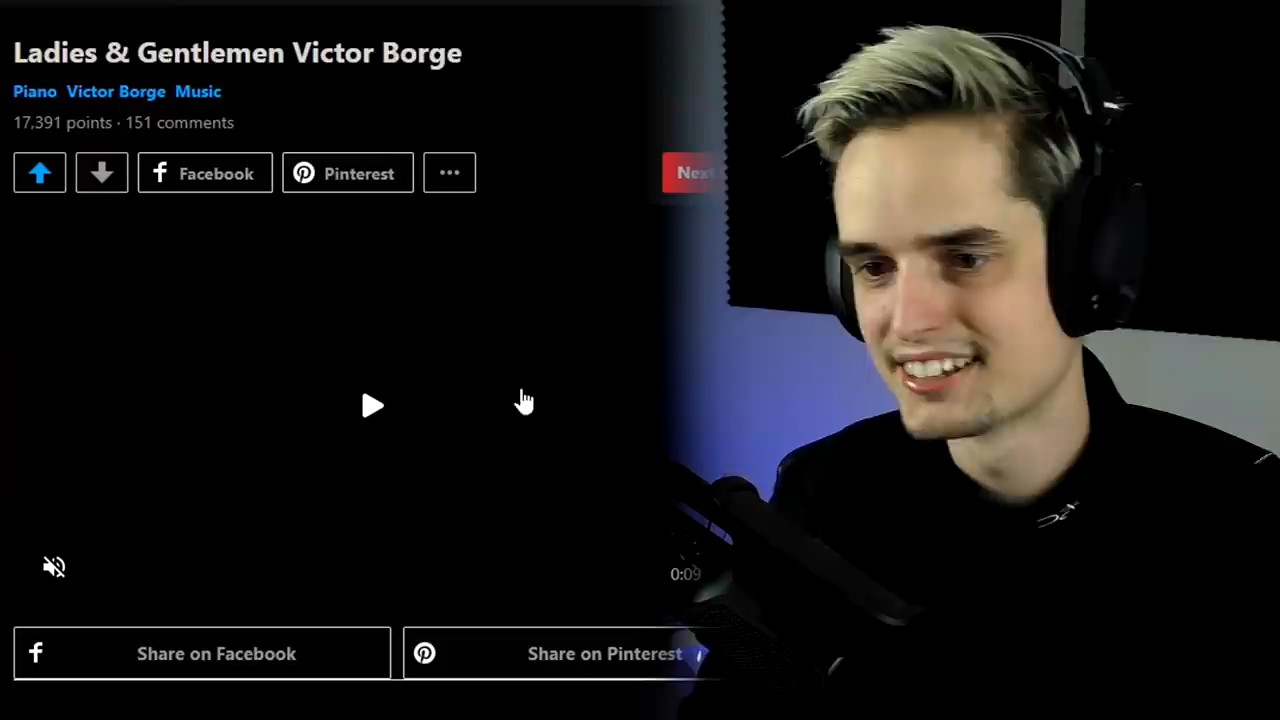 Ladies & Gentlemen Victor Borge
Piano Victor Borge Music
17,391 points · 151 comments
Facebook Pinterest ···
Next
0:09
Share on Facebook Share on Pinterest